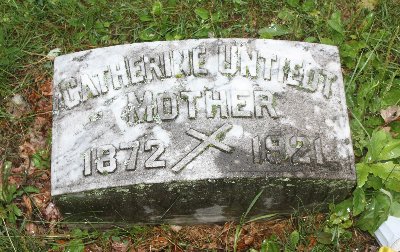 CATHERINE UNTIEDT
MOTHER
1872 1921